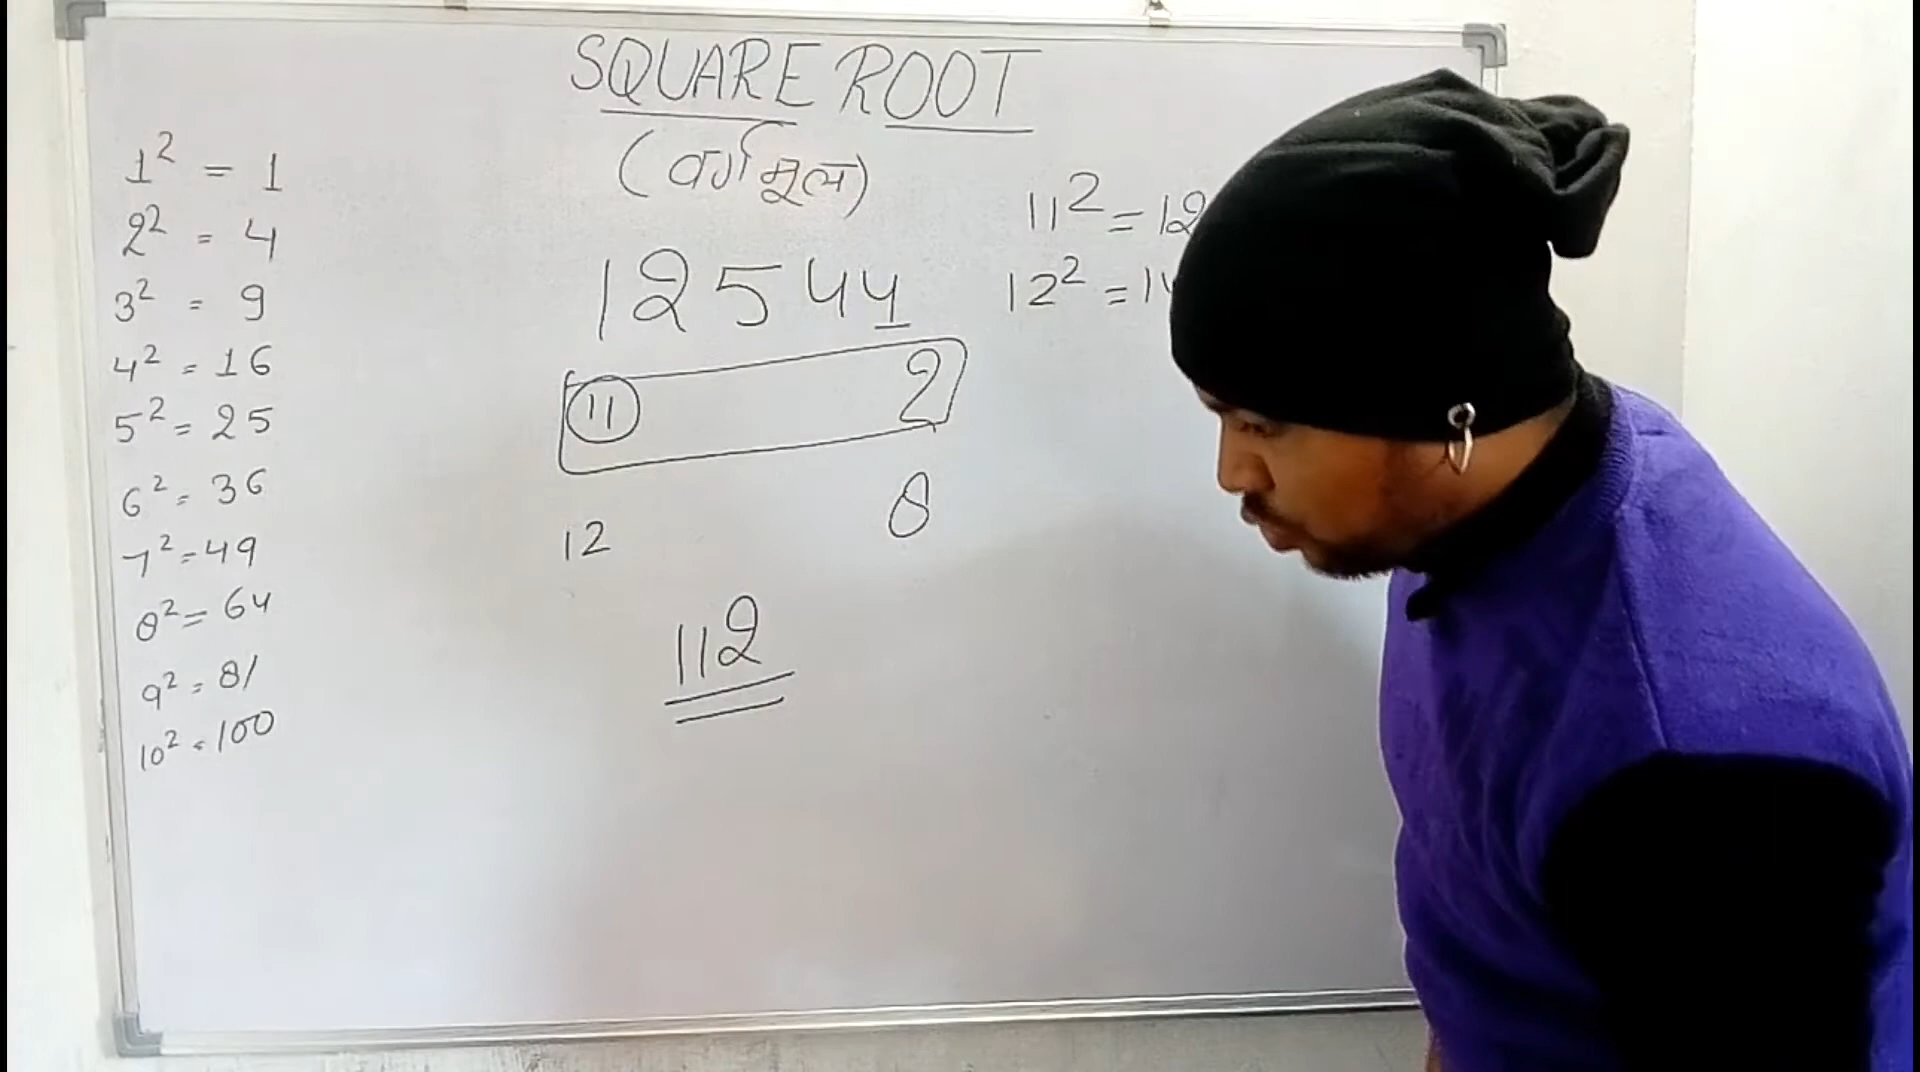 SQUARE ROOT
(वर्गमूल)
1² = 1
2² = 4
3² = 9
4² = 16
5² = 25
6² = 36
7² = 49
8² = 64
9² = 81
10² = 100
12544
11 2
12 8
112
11² = 12
12² = 14